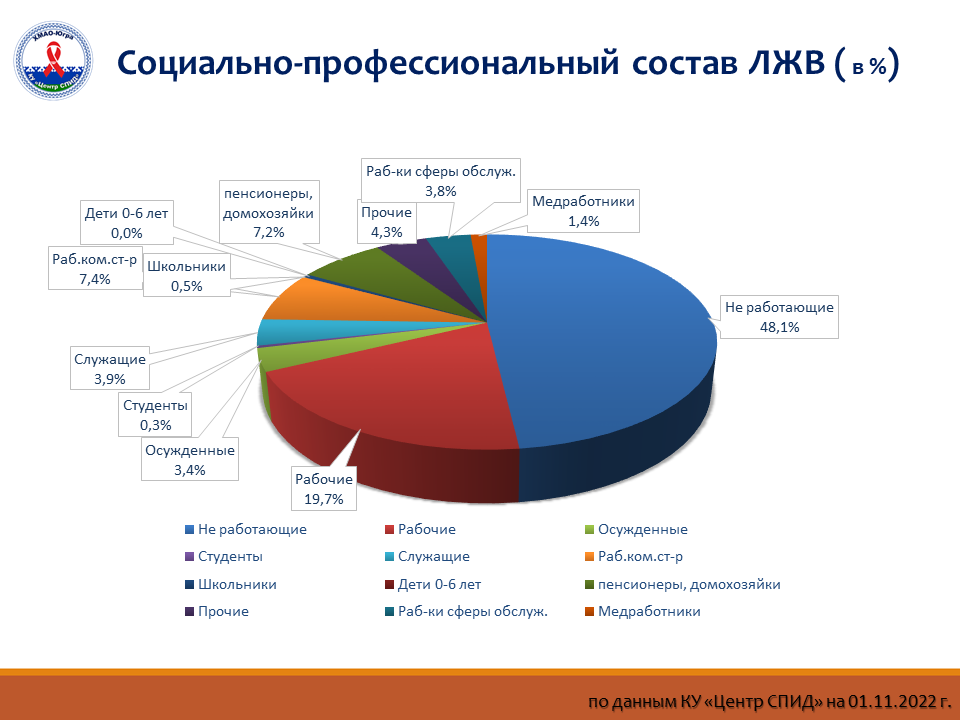 ХМАО-Югра
КУ «Центр СПИД»
Социально-профессиональный состав ЛЖВ ( в %)
Раб-ки сферы обслуж.
3,8%
пенсионеры,
домохозяйки
7,2%
Медработники
1,4%
Дети 0-6 лет
0,0%
Прочие
4,3%
Раб.ком.ст-р
7,4%
Школьники
0,5%
Не работающие
48,1%
Служащие
3,9%
Студенты
0,3%
Осужденные
3,4%
Рабочие
19,7%
Не работающие
Рабочие
Осужденные
Студенты
Служащие
Раб.ком.ст-р
Школьники
Дети 0-6 лет
пенсионеры, домохозяйки
Прочие
Раб-ки сферы обслуж.
Медработники
по данным КУ «Центр СПИД» на 01.11.2022 г.